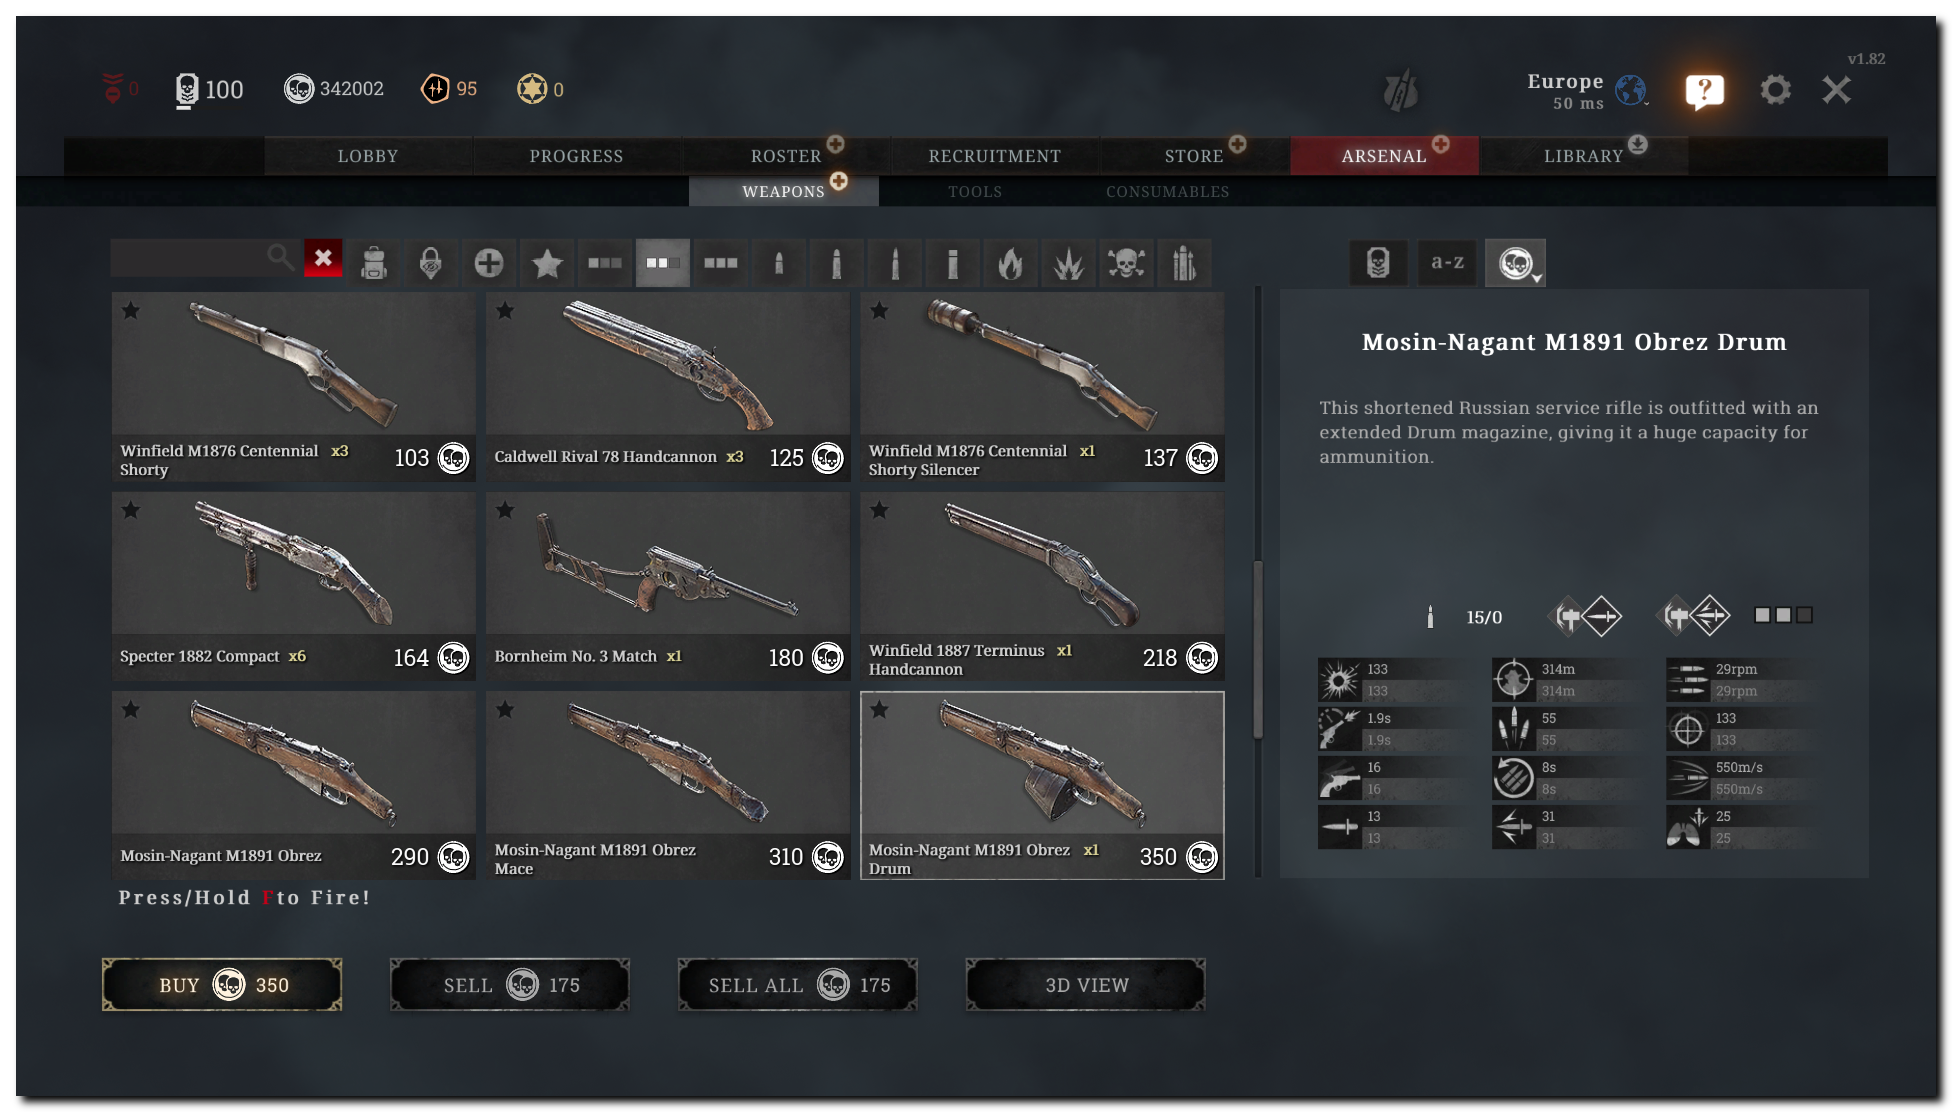 v1.82
0 100 342002 95 0 Europe
50 ms
LOBBY PROGRESS ROSTER RECRUITMENT STORE ARSENAL LIBRARY
WEAPONS TOOLS CONSUMABLES
a-z
Winfield M1876 Centennial Shorty x3 103
Caldwell Rival 78 Handcannon x3 125
Winfield M1876 Centennial Shorty Silencer x1 137
Specter 1882 Compact x6 164
Bornheim No. 3 Match x1 180
Winfield 1887 Terminus Handcannon x1 218
Mosin-Nagant M1891 Obrez 290
Mosin-Nagant M1891 Obrez Mace 310
Mosin-Nagant M1891 Obrez Drum x1 350
Press/Hold F to Fire!
BUY 350 SELL 175 SELL ALL 175 3D VIEW
Mosin-Nagant M1891 Obrez Drum
This shortened Russian service rifle is outfitted with an
extended Drum magazine, giving it a huge capacity for
ammunition.
15/0
133 314m 29rpm
133 314m 29rpm
1.9s 55 133
1.9s 55 133
16 8s 550m/s
16 8s 550m/s
13 31 25
13 31 25